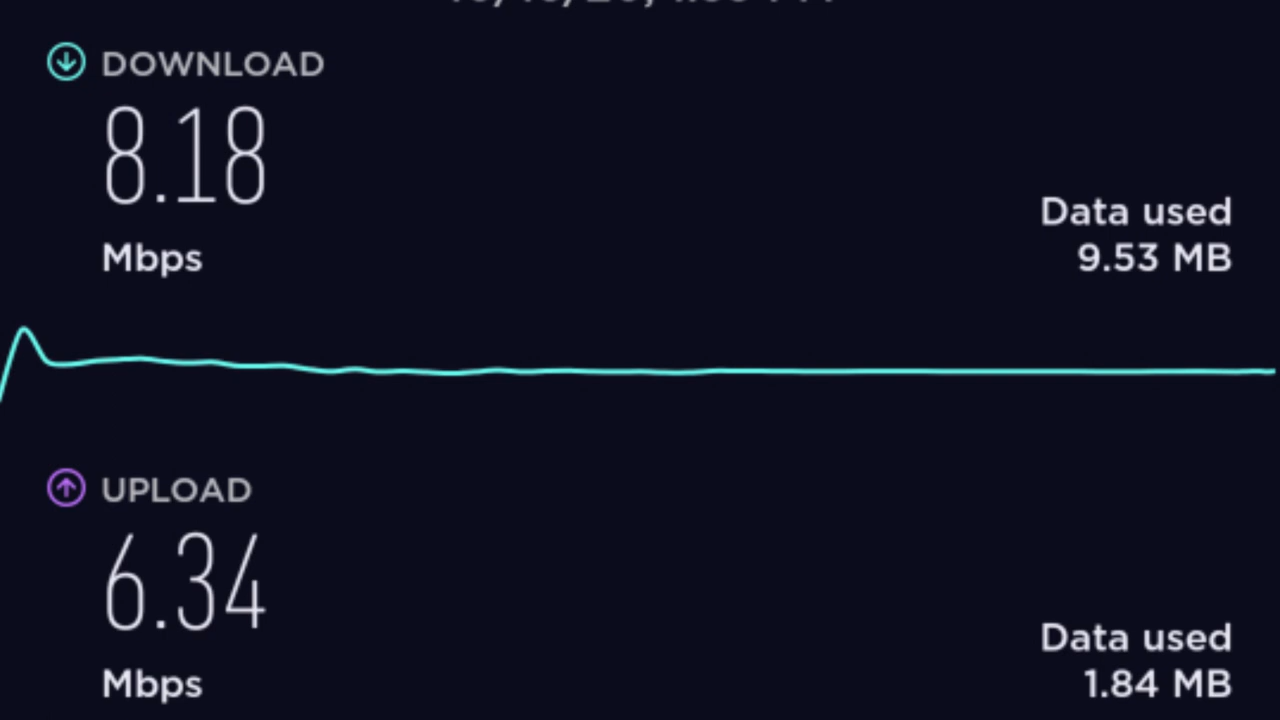 DOWNLOAD
8.18
Mbps
Data used
9.53 MB
UPLOAD
6.34
Mbps
Data used
1.84 MB